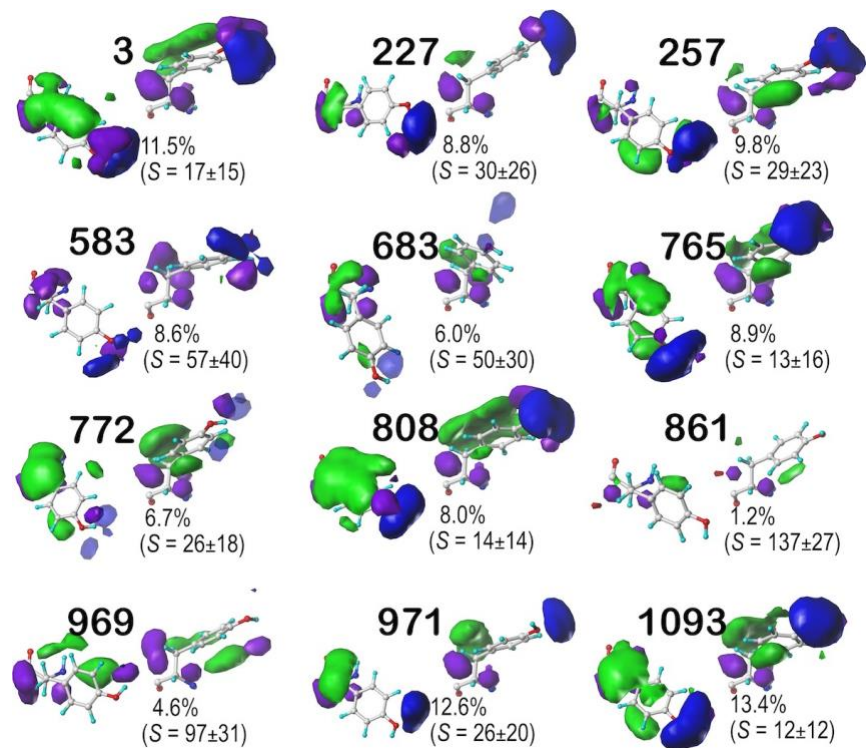 3
11.5%
(S = 17±15)
227
8.8%
(S = 30±26)
257
9.8%
(S = 29±23)
583
8.6%
(S = 57±40)
683
6.0%
(S = 50±30)
765
8.9%
(S = 13±16)
772
6.7%
(S = 26±18)
808
8.0%
(S = 14±14)
861
1.2%
(S = 137±27)
969
4.6%
(S = 97±31)
971
12.6%
(S = 26±20)
1093
13.4%
(S = 12±12)